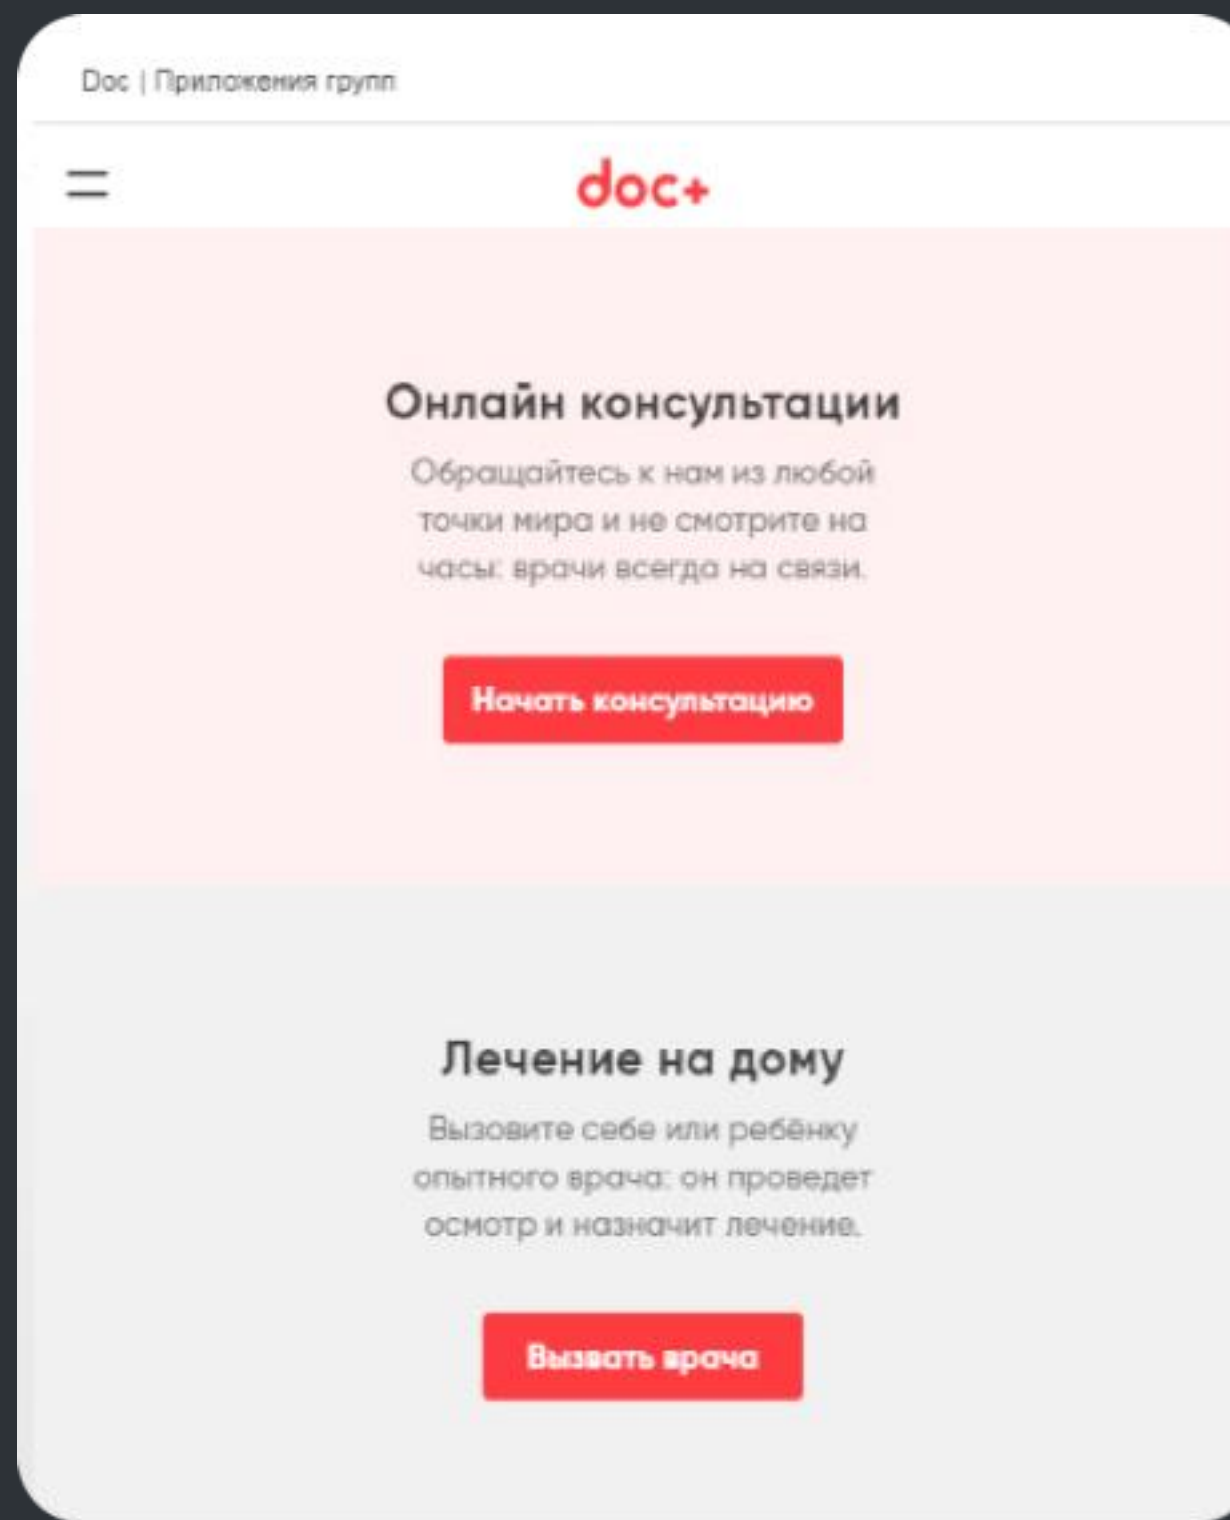 Doc | Приложения групп
doc+
Онлайн консультации
Обращайтесь к нам из любой
точки мира и не смотрите на
часы: врачи всегда на связи.
Начать консультацию
Лечение на дому
Вызовите себе или ребёнку
опытного врача: он проведет
осмотр и назначит лечение.
Вызвать врача